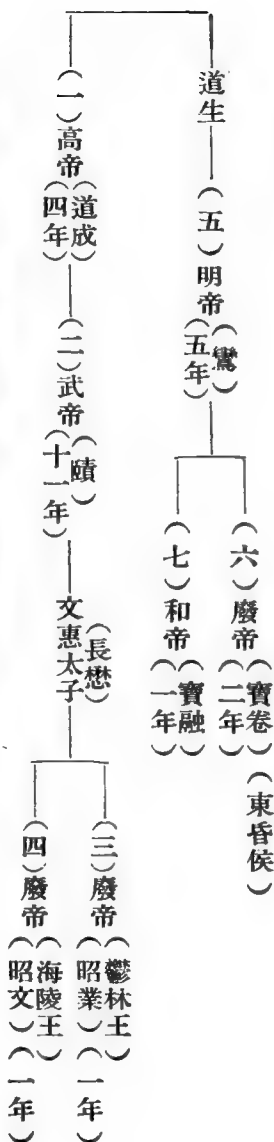 道生
(五)明帝(鸞)(五年)
(六)廢帝(寶卷)(二年)(東昏侯)
(七)和帝(寶融)(一年)
(一)高帝(道成)(四年)
(二)武帝(賾)(十一年)
文惠太子(長懋)
(三)廢帝(鬱林王)(昭業)(一年)
(四)廢帝(海陵王)(昭文)(一年)